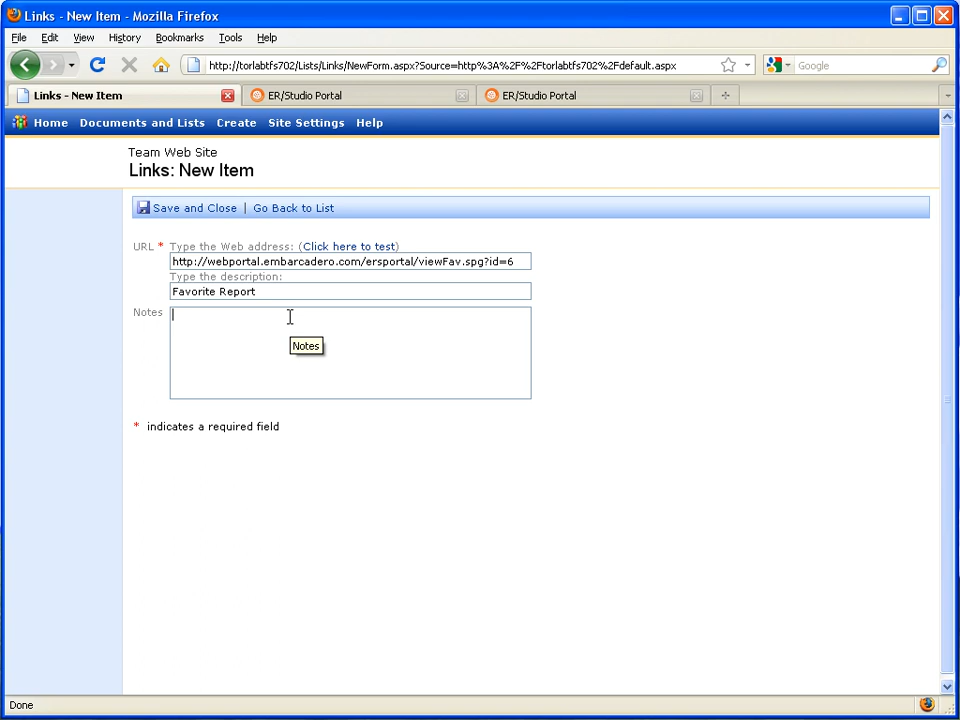 Links - New Item - Mozilla Firefox
File Edit View History Bookmarks Tools Help
http://torlabtfs702/Lists/Links/NewForm.aspx?Source=http%3A%2F%2Ftorlabtfs702%2Fdefault.aspx
Google
Links - New Item
ER/Studio Portal
ER/Studio Portal
Home Documents and Lists Create Site Settings Help
Team Web Site
Links: New Item
Save and Close | Go Back to List
URL * Type the Web address: (Click here to test)
http://webportal.embarcadero.com/ersportal/viewFav.spg?id=6
Type the description:
Favorite Report
Notes
Notes
* indicates a required field
Done